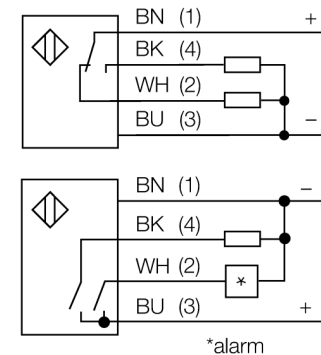 BN (1) +
BK (4)
WH (2)
BU (3) –
BN (1) –
BK (4)
WH (2) *
BU (3) +
*alarm